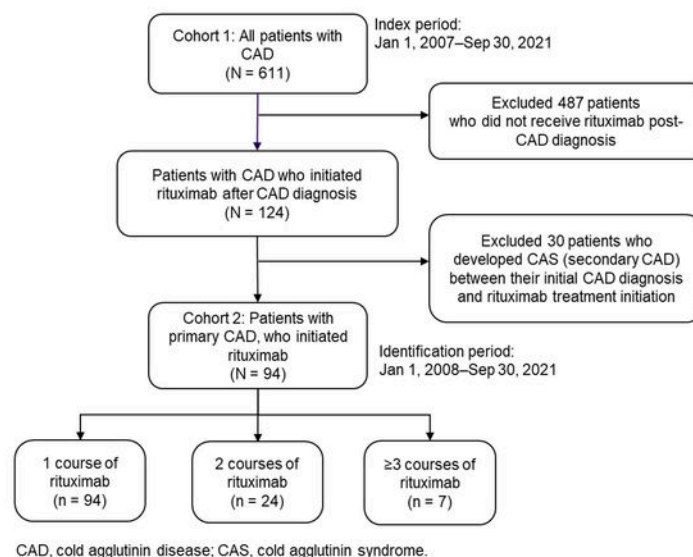 Cohort 1: All patients with
CAD
(N = 611)
Index period:
Jan 1, 2007–Sep 30, 2021
Excluded 487 patients
who did not receive rituximab post-
CAD diagnosis
Patients with CAD who initiated
rituximab after CAD diagnosis
(N = 124)
Excluded 30 patients who
developed CAS (secondary CAD)
between their initial CAD diagnosis
and rituximab treatment initiation
Cohort 2: Patients with
primary CAD, who initiated
rituximab
(N = 94)
Identification period:
Jan 1, 2008–Sep 30, 2021
1 course of
rituximab
(n = 94)
2 courses of
rituximab
(n = 24)
≥3 courses of
rituximab
(n = 7)
CAD, cold agglutinin disease; CAS, cold agglutinin syndrome.